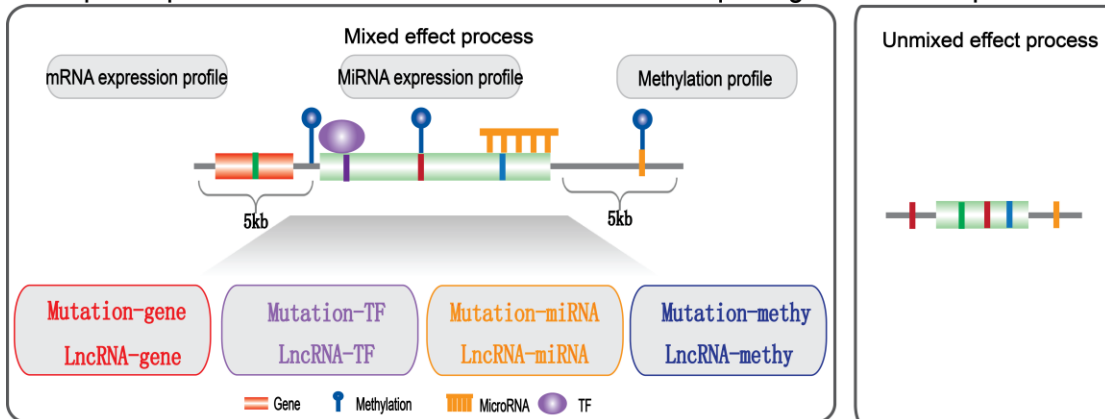 Mixed effect process
mRNA expression profile
MiRNA expression profile
Methylation profile
5kb
5kb
Mutation-gene
LncRNA-gene
Mutation-TF
LncRNA-TF
Mutation-miRNA
LncRNA-miRNA
Mutation-methy
LncRNA-methy
Gene
Methylation
MicroRNA
TF
Unmixed effect process